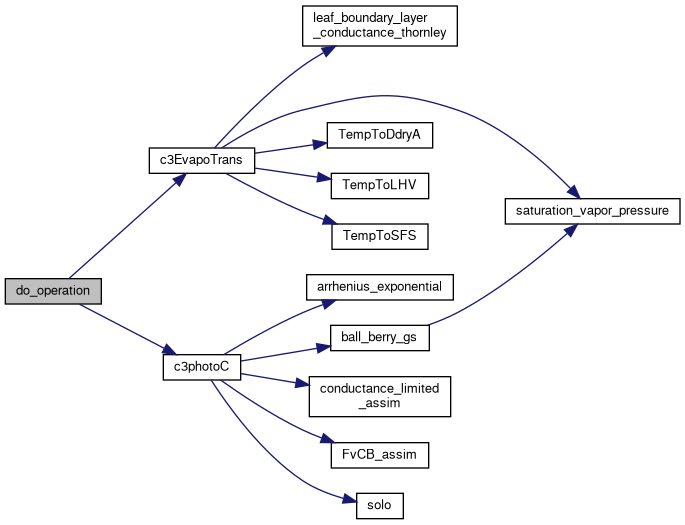 leaf_boundary_layer
_conductance_thornley
TempToDdryA
c3EvapoTrans
TempToLHV
saturation_vapor_pressure
TempToSFS
do_operation
arrhenius_exponential
ball_berry_gs
c3photoC
conductance_limited
_assim
FvCB_assim
solo